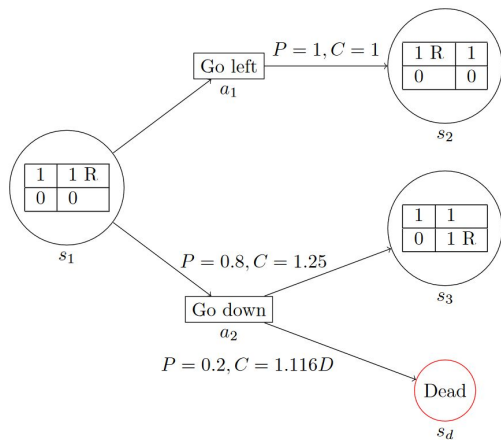 Go left
a₁
P = 1, C = 1
1 R 1
0 0
s₂
1 1 R
0 0
s₁
P = 0.8, C = 1.25
1 1
0 1 R
s₃
Go down
a₂
P = 0.2, C = 1.116D
Dead
s_d